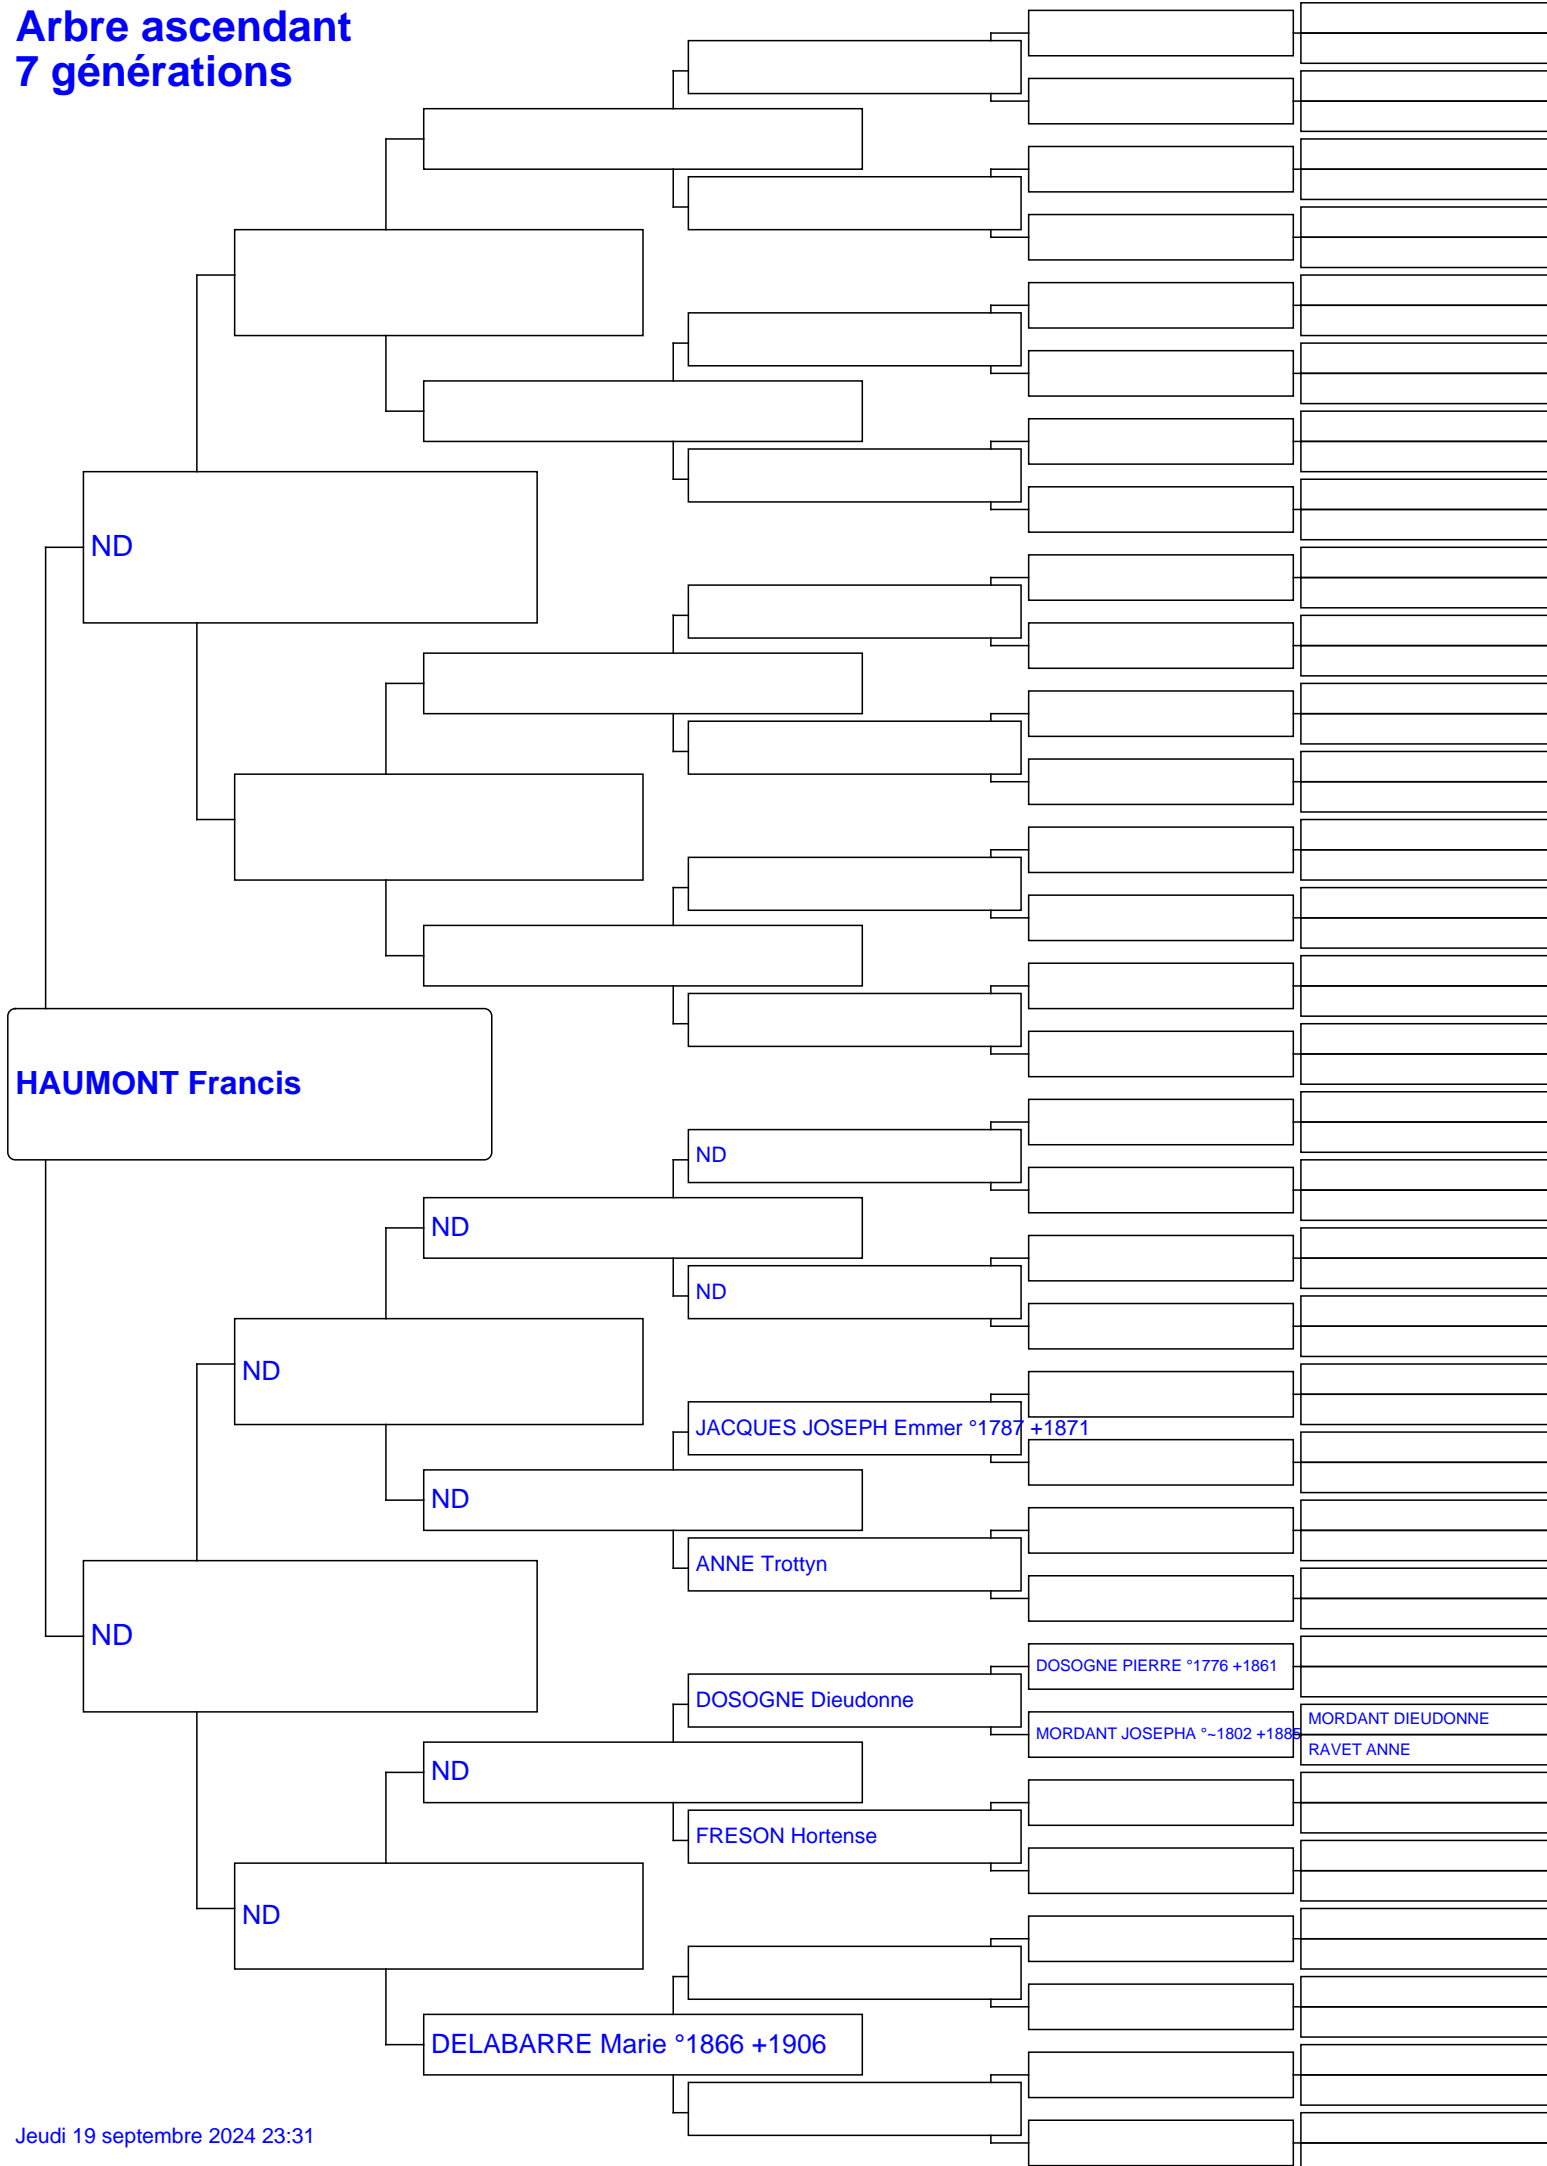 Arbre ascendant
7 générations
ND
HAUMONT Francis
ND
ND
ND
ND
JACQUES JOSEPH Emmer °1787 +1871
ND
ANNE Trottyn
ND
DOSOGNE PIERRE °1776 +1861
DOSOGNE Dieudonne
MORDANT JOSEPHA °~1802 +1885
MORDANT DIEUDONNE
RAVET ANNE
ND
FRESON Hortense
ND
DELABARRE Marie °1866 +1906
Jeudi 19 septembre 2024 23:31